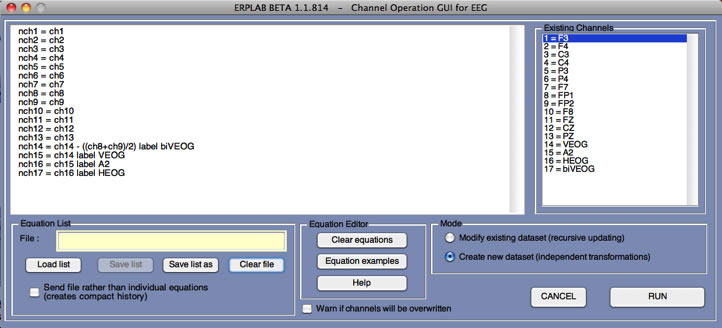 ERPLAB BETA 1.1.814 - Channel Operation GUI for EEG
nch1 = ch1
nch2 = ch2
nch3 = ch3
nch4 = ch4
nch5 = ch5
nch6 = ch6
nch7 = ch7
nch8 = ch8
nch9 = ch9
nch10 = ch10
nch11 = ch11
nch12 = ch12
nch13 = ch13
nch14 = ch14 - ((ch8+ch9)/2) label biVEOG
nch15 = ch14 label VEOG
nch16 = ch15 label A2
nch17 = ch16 label HEOG
Existing Channels
1 = F3
2 = F4
3 = C3
4 = C4
5 = P3
6 = P4
7 = F7
8 = FP1
9 = FP2
10 = F8
11 = FZ
12 = CZ
13 = PZ
14 = VEOG
15 = A2
16 = HEOG
17 = biVEOG
Equation List
File :
Load list
Save list
Save list as
Clear file
Send file rather than individual equations
(creates compact history)
Equation Editor
Clear equations
Equation examples
Help
Warn if channels will be overwritten
Mode
Modify existing dataset (recursive updating)
Create new dataset (independent transformations)
CANCEL
RUN